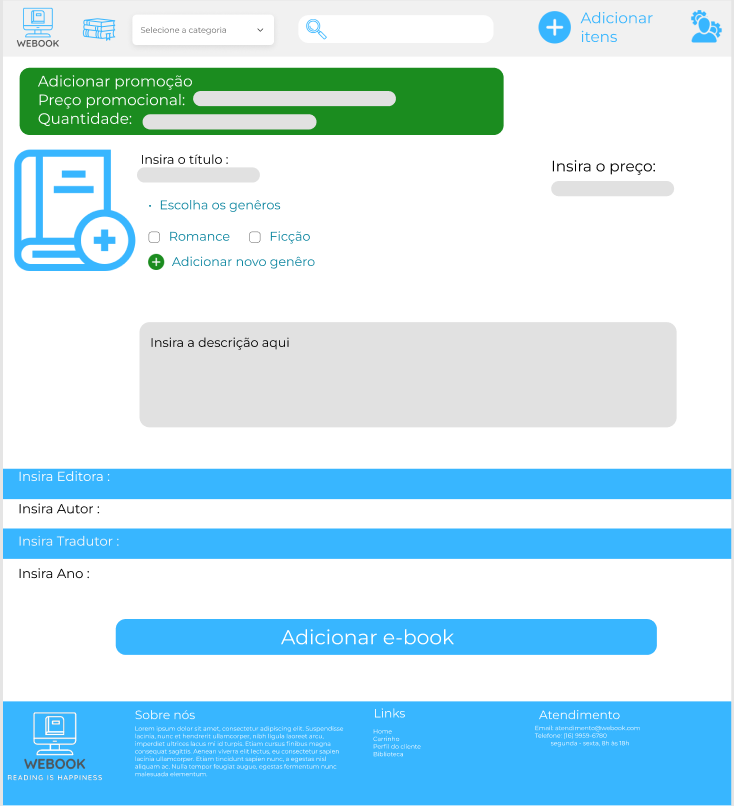 WEBOOK
Selecione a categoria
Adicionar
itens
Adicionar promoção
Preço promocional:
Quantidade:
Insira o título :
Insira o preço:
• Escolha os genêros
Romance
Ficção
Adicionar novo genêro
Insira a descrição aqui
Insira Editora :
Insira Autor :
Insira Tradutor :
Insira Ano :
Adicionar e-book
WEBOOK
READING IS HAPPINESS
Sobre nós
Lorem ipsum dolor sit amet, consectetur adipiscing elit. Suspendisse
lacinia, nunc et hendrerit ullamcorper, nibh ligula laoreet arcu,
imperdiet ultrices lacus mi id turpis. Etiam cursus finibus magna
consequat sagittis. Aenean viverra elit lectus, eu consectetur sapien
lacinia ullamcorper. Etiam tincidunt sapien nunc, a egestas nisl
aliquam ac. Nulla tempor feugiat augue, egestas fermentum nunc
malesuada elementum.
Links
Home
Carrinho
Perfil do cliente
Biblioteca
Atendimento
Email: atendimento@webook.com
Telefone: (16) 9959-6780
segunda - sexta, 8h às 18h